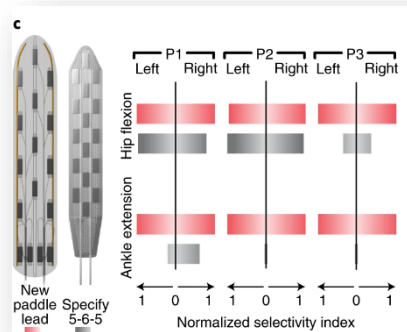 c
P1 P2 P3
Left Right Left Right Left Right
Hip flexion
Ankle extension
New paddle lead
Specify 5-6-5
1 0 1 1 0 1 1 0 1
Normalized selectivity index